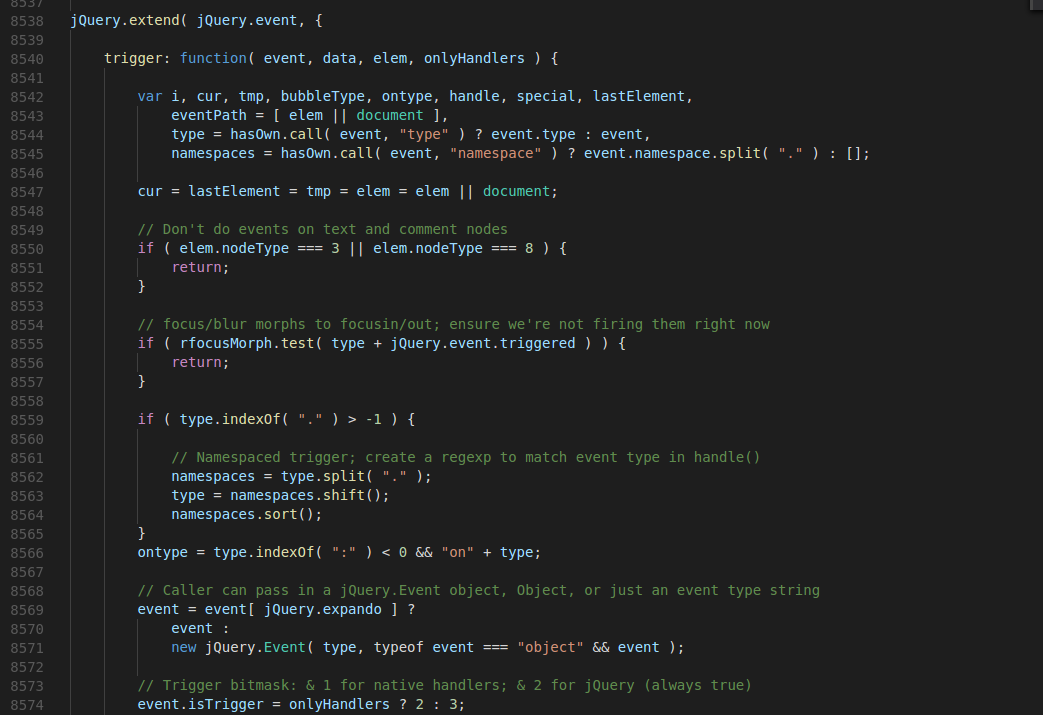 8537
8538 jQuery.extend( jQuery.event, {
8539
8540 trigger: function( event, data, elem, onlyHandlers ) {
8541
8542 var i, cur, tmp, bubbleType, ontype, handle, special, lastElement,
8543 eventPath = [ elem || document ],
8544 type = hasOwn.call( event, "type" ) ? event.type : event,
8545 namespaces = hasOwn.call( event, "namespace" ) ? event.namespace.split( "." ) : [];
8546
8547 cur = lastElement = tmp = elem = elem || document;
8548
8549 // Don't do events on text and comment nodes
8550 if ( elem.nodeType === 3 || elem.nodeType === 8 ) {
8551 return;
8552 }
8553
8554 // focus/blur morphs to focusin/out; ensure we're not firing them right now
8555 if ( rfocusMorph.test( type + jQuery.event.triggered ) ) {
8556 return;
8557 }
8558
8559 if ( type.indexOf( "." ) > -1 ) {
8560
8561 // Namespaced trigger; create a regexp to match event type in handle()
8562 namespaces = type.split( "." );
8563 type = namespaces.shift();
8564 namespaces.sort();
8565 }
8566 ontype = type.indexOf( ":" ) < 0 && "on" + type;
8567
8568 // Caller can pass in a jQuery.Event object, Object, or just an event type string
8569 event = event[ jQuery.expando ] ?
8570 event :
8571 new jQuery.Event( type, typeof event === "object" && event );
8572
8573 // Trigger bitmask: & 1 for native handlers; & 2 for jQuery (always true)
8574 event.isTrigger = onlyHandlers ? 2 : 3;